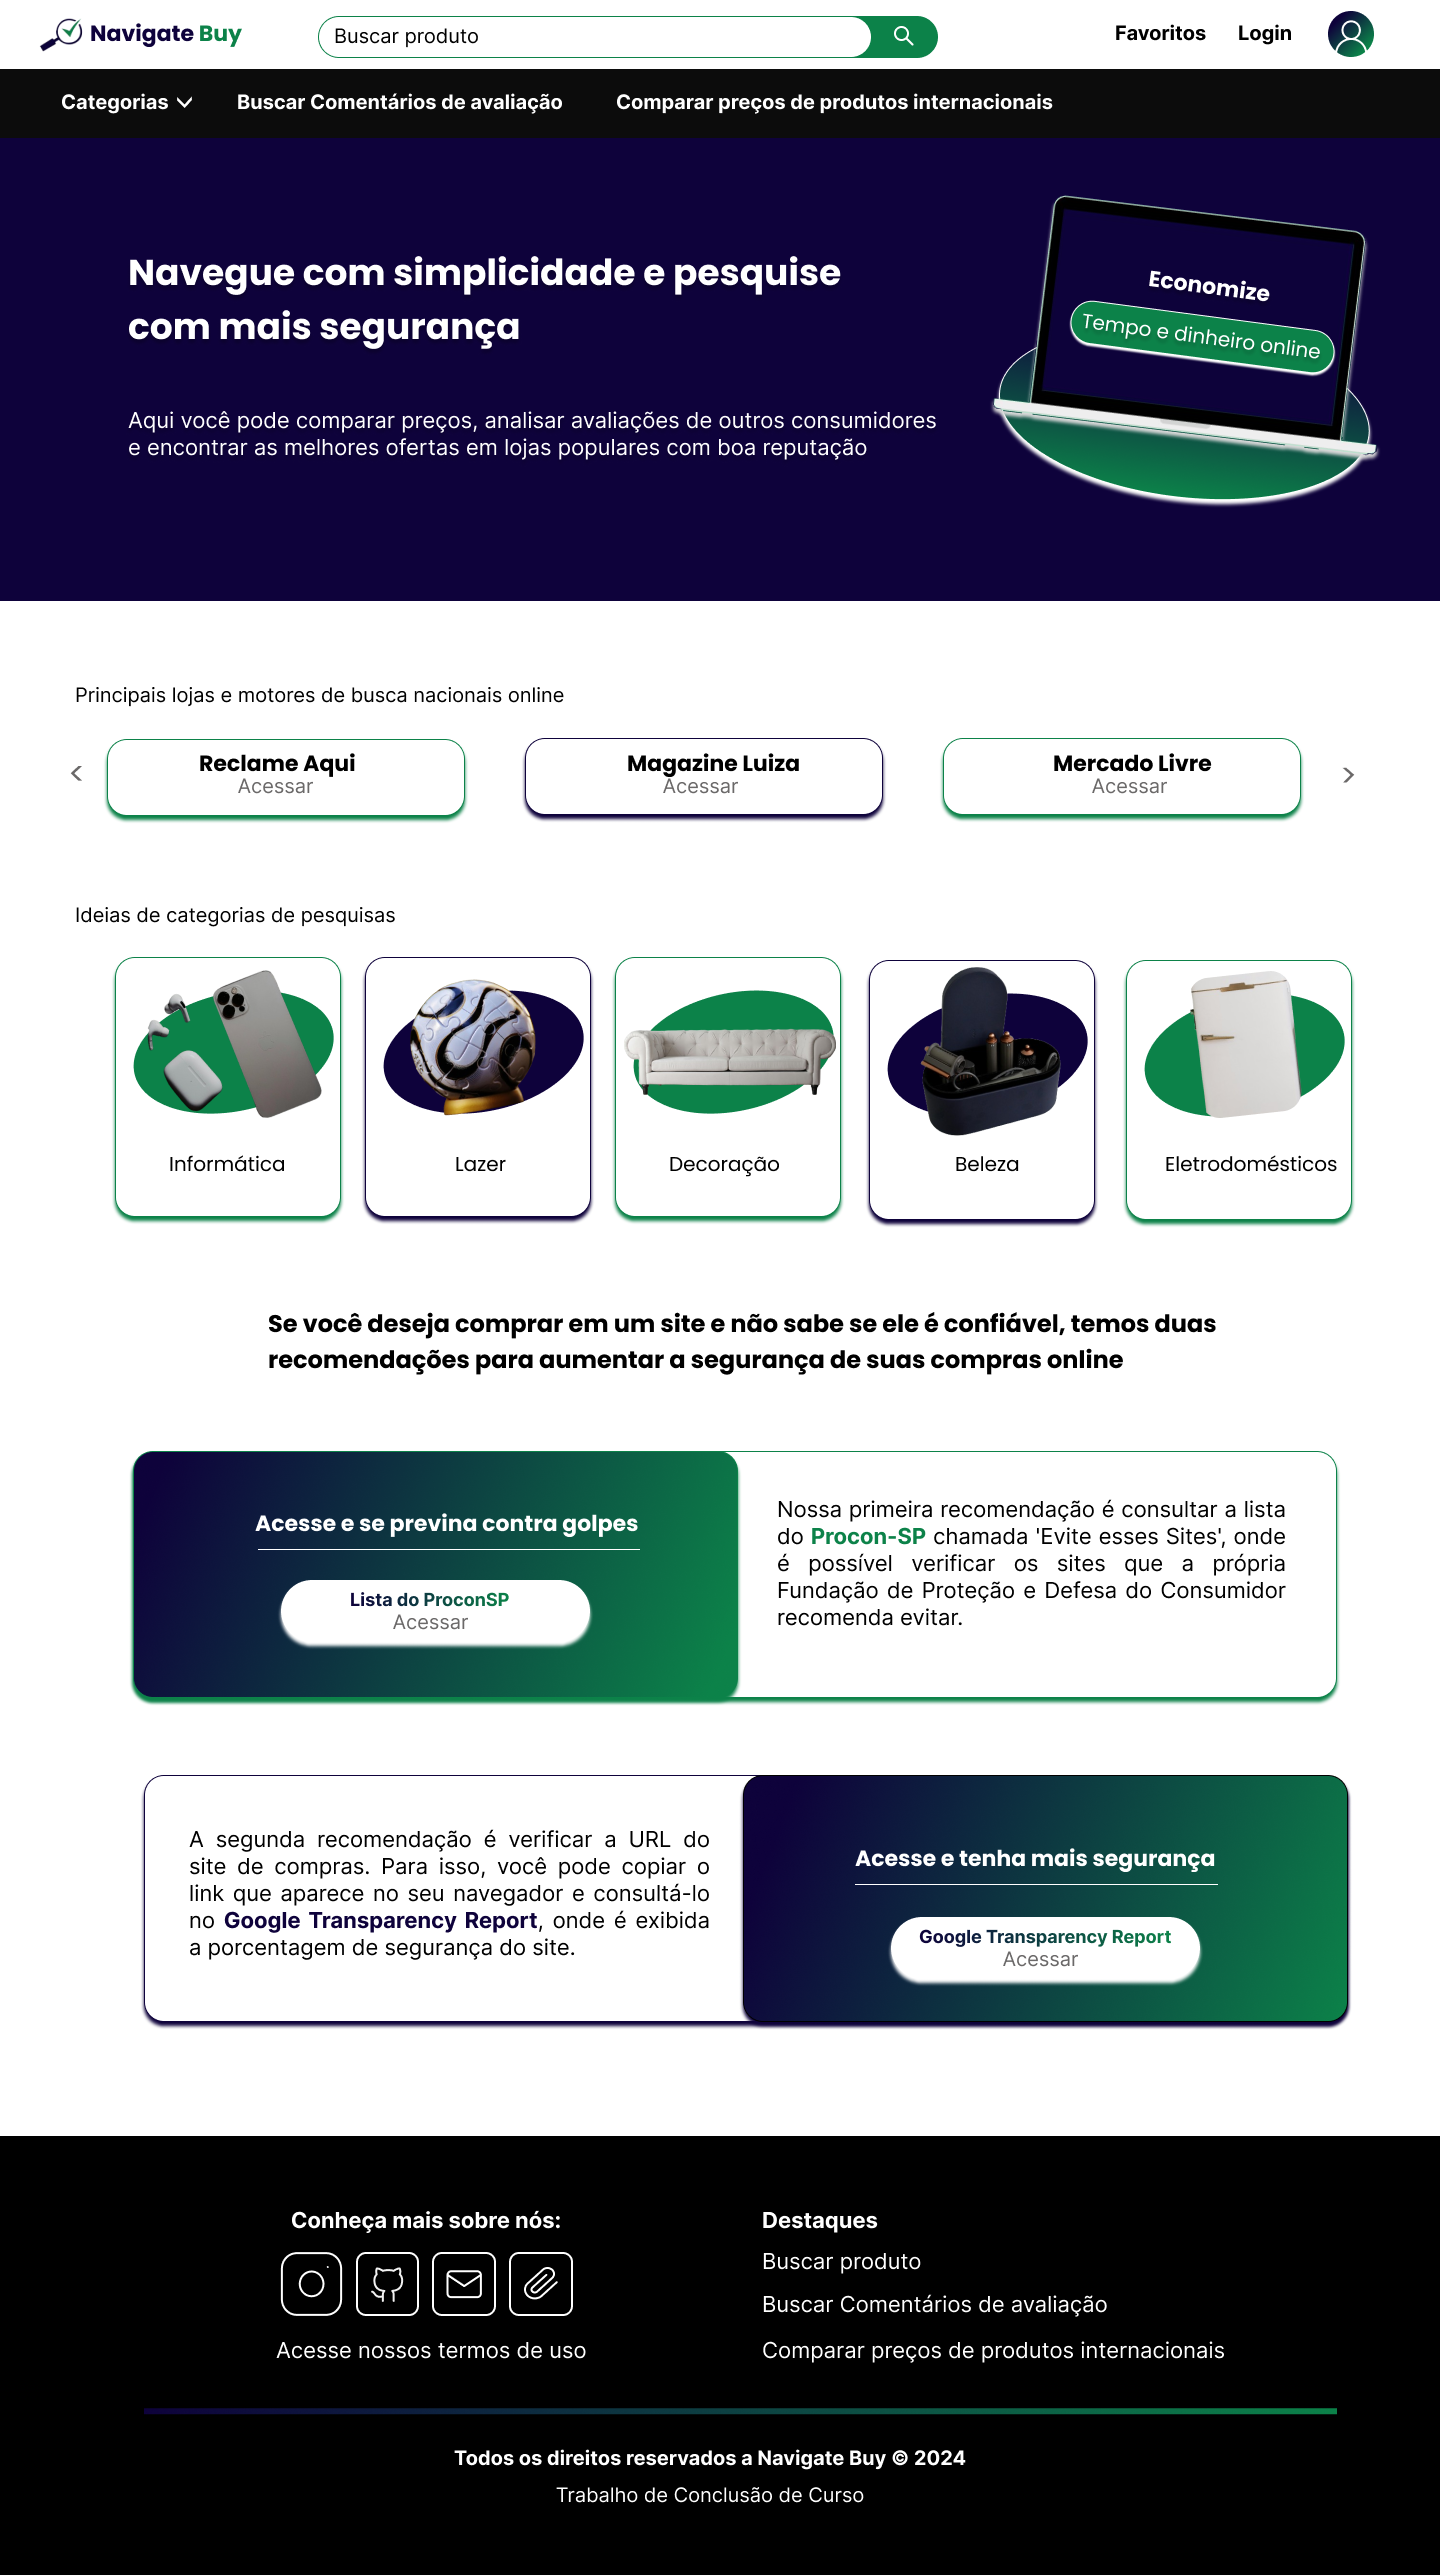 Navigate Buy
Buscar produto
Favoritos
Login
Categorias
Buscar Comentários de avaliação
Comparar preços de produtos internacionais
Navegue com simplicidade e pesquise
com mais segurança
Aqui você pode comparar preços, analisar avaliações de outros consumidores
e encontrar as melhores ofertas em lojas populares com boa reputação
Economize
Tempo e dinheiro online
Principais lojas e motores de busca nacionais online
Reclame Aqui
Acessar
Magazine Luiza
Acessar
Mercado Livre
Acessar
Ideias de categorias de pesquisas
Informática
Lazer
Decoração
Beleza
Eletrodomésticos
Se você deseja comprar em um site e não sabe se ele é confiável, temos duas
recomendações para aumentar a segurança de suas compras online
Acesse e se previna contra golpes
Lista do ProconSP
Acessar
Nossa primeira recomendação é consultar a lista
do Procon-SP chamada 'Evite esses Sites', onde
é possível verificar os sites que a própria
Fundação de Proteção e Defesa do Consumidor
recomenda evitar.
A segunda recomendação é verificar a URL do
site de compras. Para isso, você pode copiar o
link que aparece no seu navegador e consultá-lo
no Google Transparency Report, onde é exibida
a porcentagem de segurança do site.
Acesse e tenha mais segurança
Google Transparency Report
Acessar
Conheça mais sobre nós:
Acesse nossos termos de uso
Destaques
Buscar produto
Buscar Comentários de avaliação
Comparar preços de produtos internacionais
Todos os direitos reservados a Navigate Buy © 2024
Trabalho de Conclusão de Curso